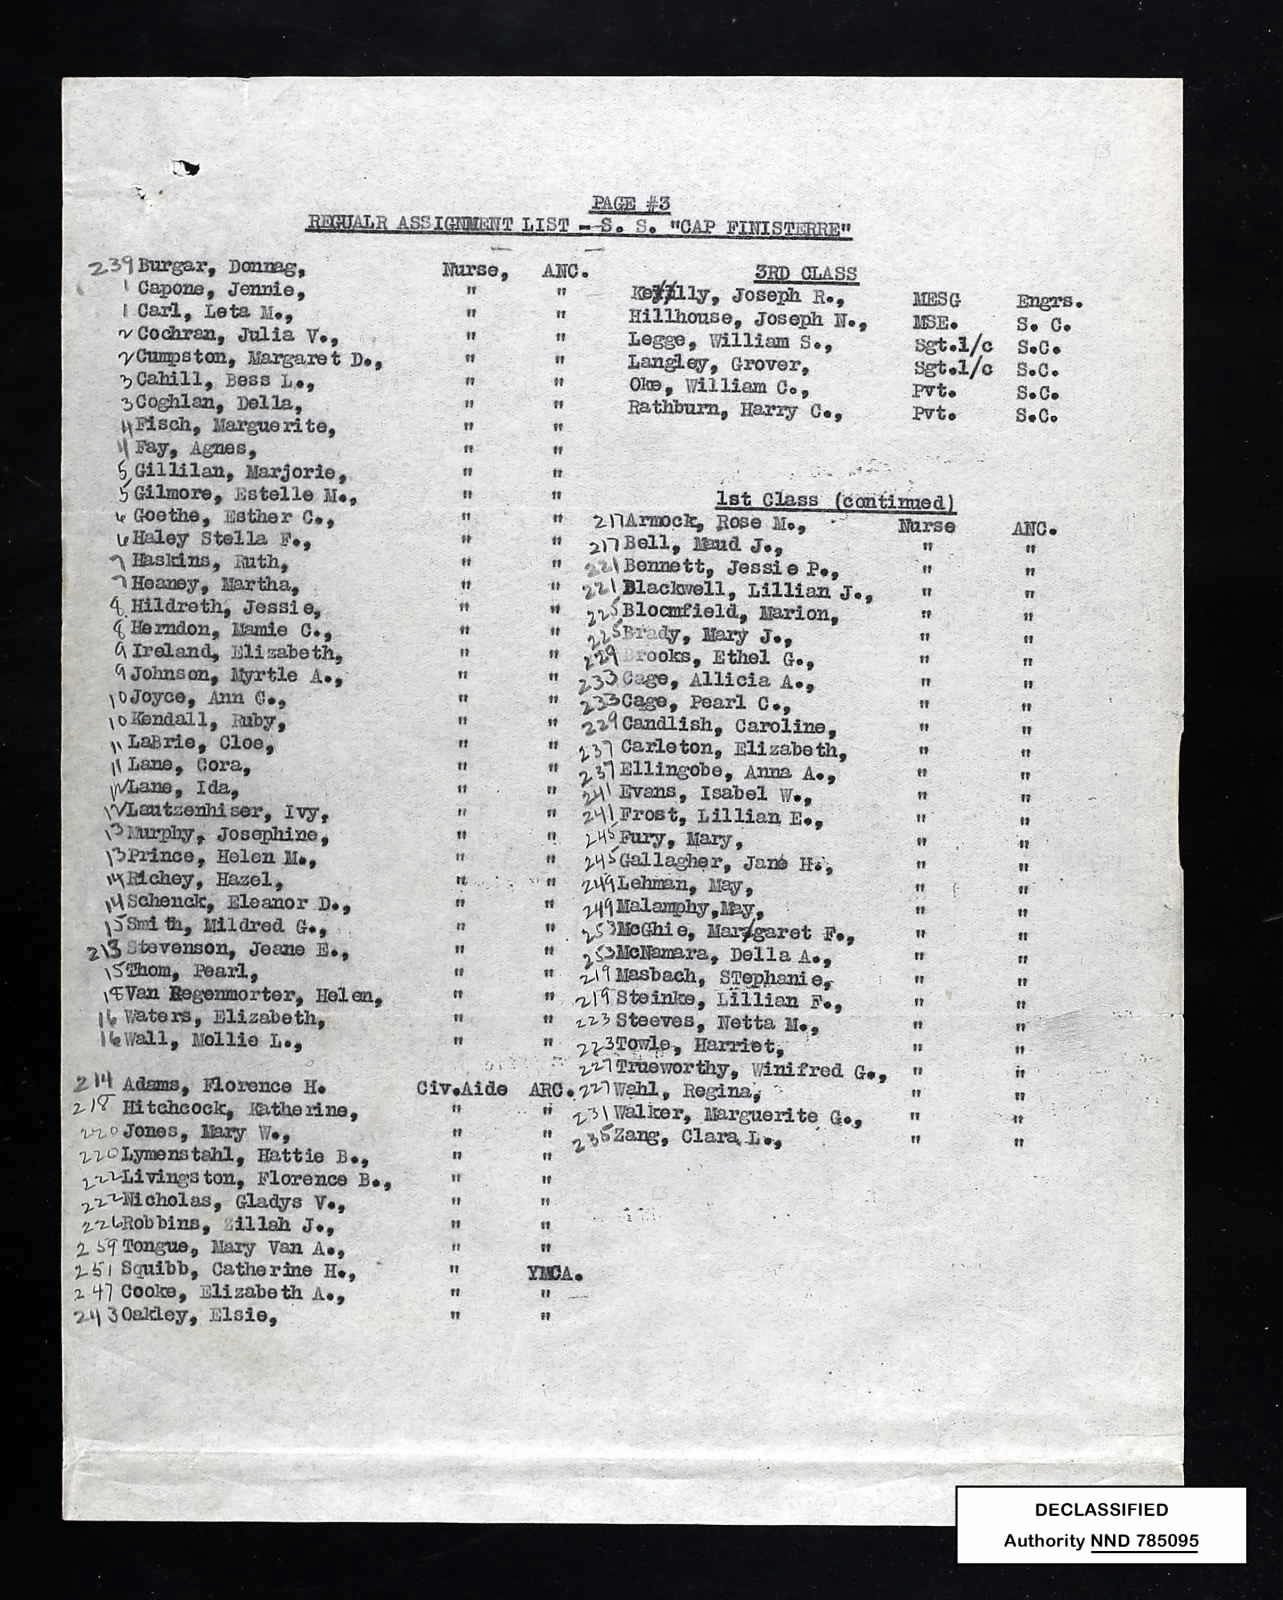 PAGE #3
REGUALR ASSIGNMENT LIST - S. S. "CAP FINISTERRE"
239 Burgar, Donnag, Nurse, ANC.
1 Capone, Jennie, " "
1 Carl, Leta M., " "
2 Cochran, Julia V., " "
2 Cumpston, Margaret D., " "
3 Cahill, Bess L., " "
3 Coghlan, Della, " "
4 Fisch, Marguerite, " "
4 Fay, Agnes, " "
5 Gillilan, Marjorie, " "
5 Gilmore, Estelle M., " "
6 Goethe, Esther C., " "
6 Haley Stella F., " "
7 Haskins, Ruth, " "
7 Heaney, Martha, " "
8 Hildreth, Jessie, " "
8 Herndon, Mamie C., " "
9 Ireland, Elizabeth, " "
9 Johnson, Myrtle A., " "
10 Joyce, Ann C., " "
10 Kendall, Ruby, " "
11 LaBrie, Cloe, " "
11 Lane, Cora, " "
12 Lane, Ida, " "
12 Lautzenhiser, Ivy, " "
13 Murphy, Josephine, " "
13 Prince, Helen M., " "
14 Richey, Hazel, " "
14 Schenck, Eleanor D., " "
15 Smith, Mildred G., " "
213 Stevenson, Jeane E., " "
15 Thom, Pearl, " "
18 Van Regenmorter, Helen, " "
16 Waters, Elizabeth, " "
16 Wall, Mollie L., " "
214 Adams, Florence H. Civ.Aide ARC.
218 Hitchcock, Katherine, " "
220 Jones, Mary W., " "
220 Lymenstahl, Hattie B., " "
222 Livingston, Florence B., " "
222 Nicholas, Gladys V., " "
226 Robbins, Zillah J., " "
259 Tongue, Mary Van A., " "
251 Squibb, Catherine H., " YMCA.
247 Cooke, Elizabeth A., " "
243 Oakley, Elsie, " "
3RD CLASS
Kelly, Joseph R., MESG Engrs.
Hillhouse, Joseph N., MSE. S. C.
Legge, William S., Sgt.1/c S.C.
Langley, Grover, Sgt.1/c S.C.
Oke, William C., Pvt. S.C.
Rathburn, Harry C., Pvt. S.C.
1st Class (continued)
217 Armock, Rose M., Nurse ANC.
217 Bell, Maud J., " "
221 Bennett, Jessie P., " "
221 Blackwell, Lillian J., " "
225 Bloomfield, Marion, " "
225 Brady, Mary J., " "
229 Brooks, Ethel G., " "
233 Cage, Allicia A., " "
233 Cage, Pearl C., " "
229 Candlish, Caroline, " "
237 Carleton, Elizabeth, " "
237 Ellingobe, Anna A., " "
241 Evans, Isabel W., " "
241 Frost, Lillian E., " "
245 Fury, Mary, " "
245 Gallagher, Jane H., " "
249 Lehman, May, " "
249 Malamphy,May, " "
253 McGhie, Margaret F., " "
253 McNamara, Della A., " "
219 Masbach, STephanie, " "
219 Steinke, Lillian F., " "
223 Steeves, Netta M., " "
223 Towle, Harriet, " "
227 Trueworthy, Winifred G., " "
227 Wahl, Regina, " "
231 Walker, Marguerite G., " "
235 Zang, Clara L., " "
DECLASSIFIED
Authority NND 785095